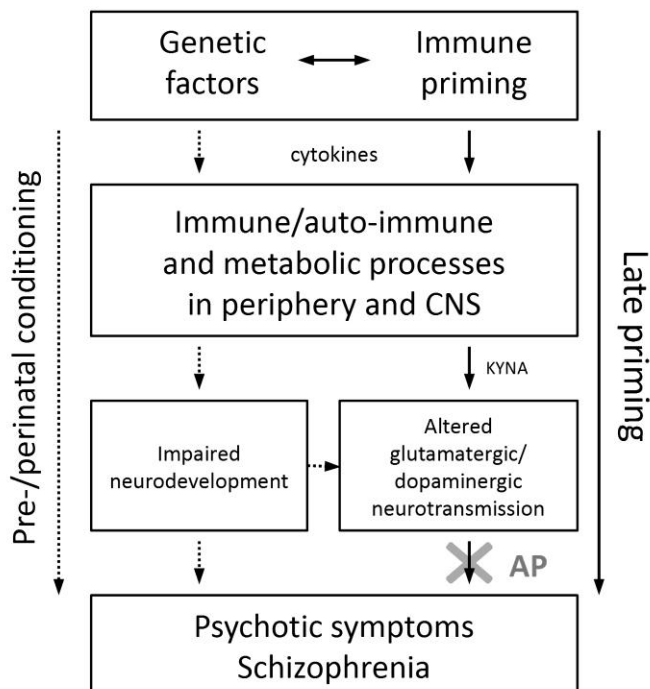 Genetic
factors
Immune
priming
cytokines
Immune/auto-immune
and metabolic processes
in periphery and CNS
KYNA
Impaired
neurodevelopment
Altered
glutamatergic/
dopaminergic
neurotransmission
AP
Psychotic symptoms
Schizophrenia
Pre-/perinatal conditioning
Late priming